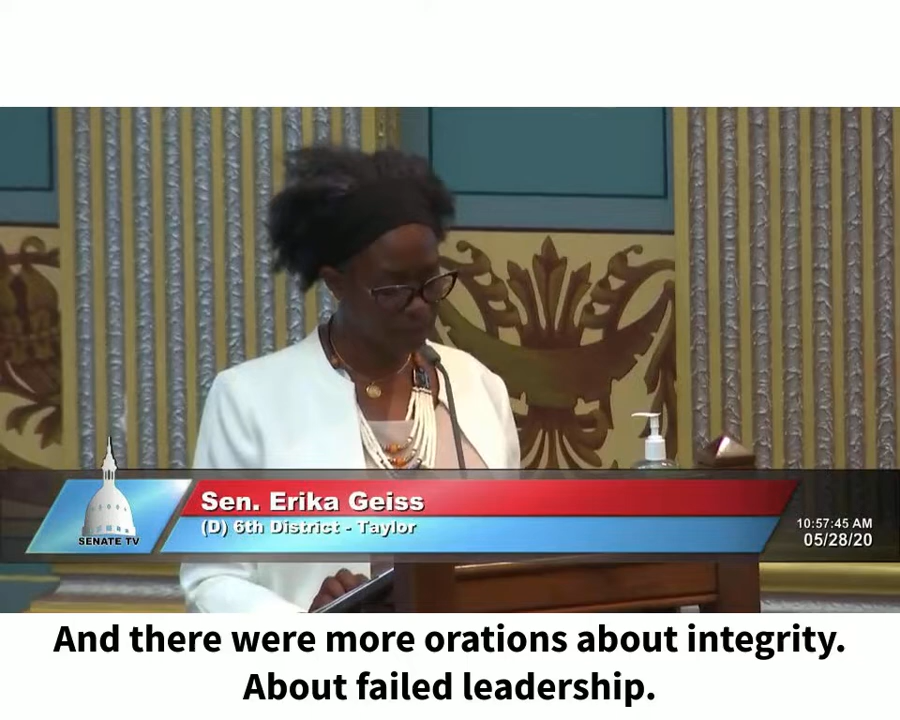 SENATE TV
Sen. Erika Geiss
(D) 6th District - Taylor
10:57:45 AM
05/28/20
And there were more orations about integrity.
About failed leadership.